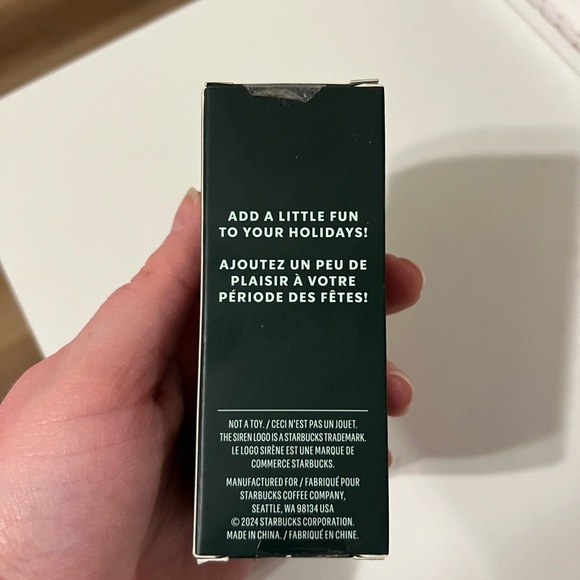 ADD A LITTLE FUN
TO YOUR HOLIDAYS!
AJOUTEZ UN PEU DE
PLAISIR À VOTRE
PÉRIODE DES FÊTES!
NOT A TOY. / CECI N'EST PAS UN JOUET.
THE SIREN LOGO IS A STARBUCKS TRADEMARK.
LE LOGO SIRÈNE EST UNE MARQUE DE
COMMERCE STARBUCKS.
MANUFACTURED FOR / FABRIQUÉ POUR
STARBUCKS COFFEE COMPANY,
SEATTLE, WA 98134 USA
© 2024 STARBUCKS CORPORATION.
MADE IN CHINA. / FABRIQUÉ EN CHINE.